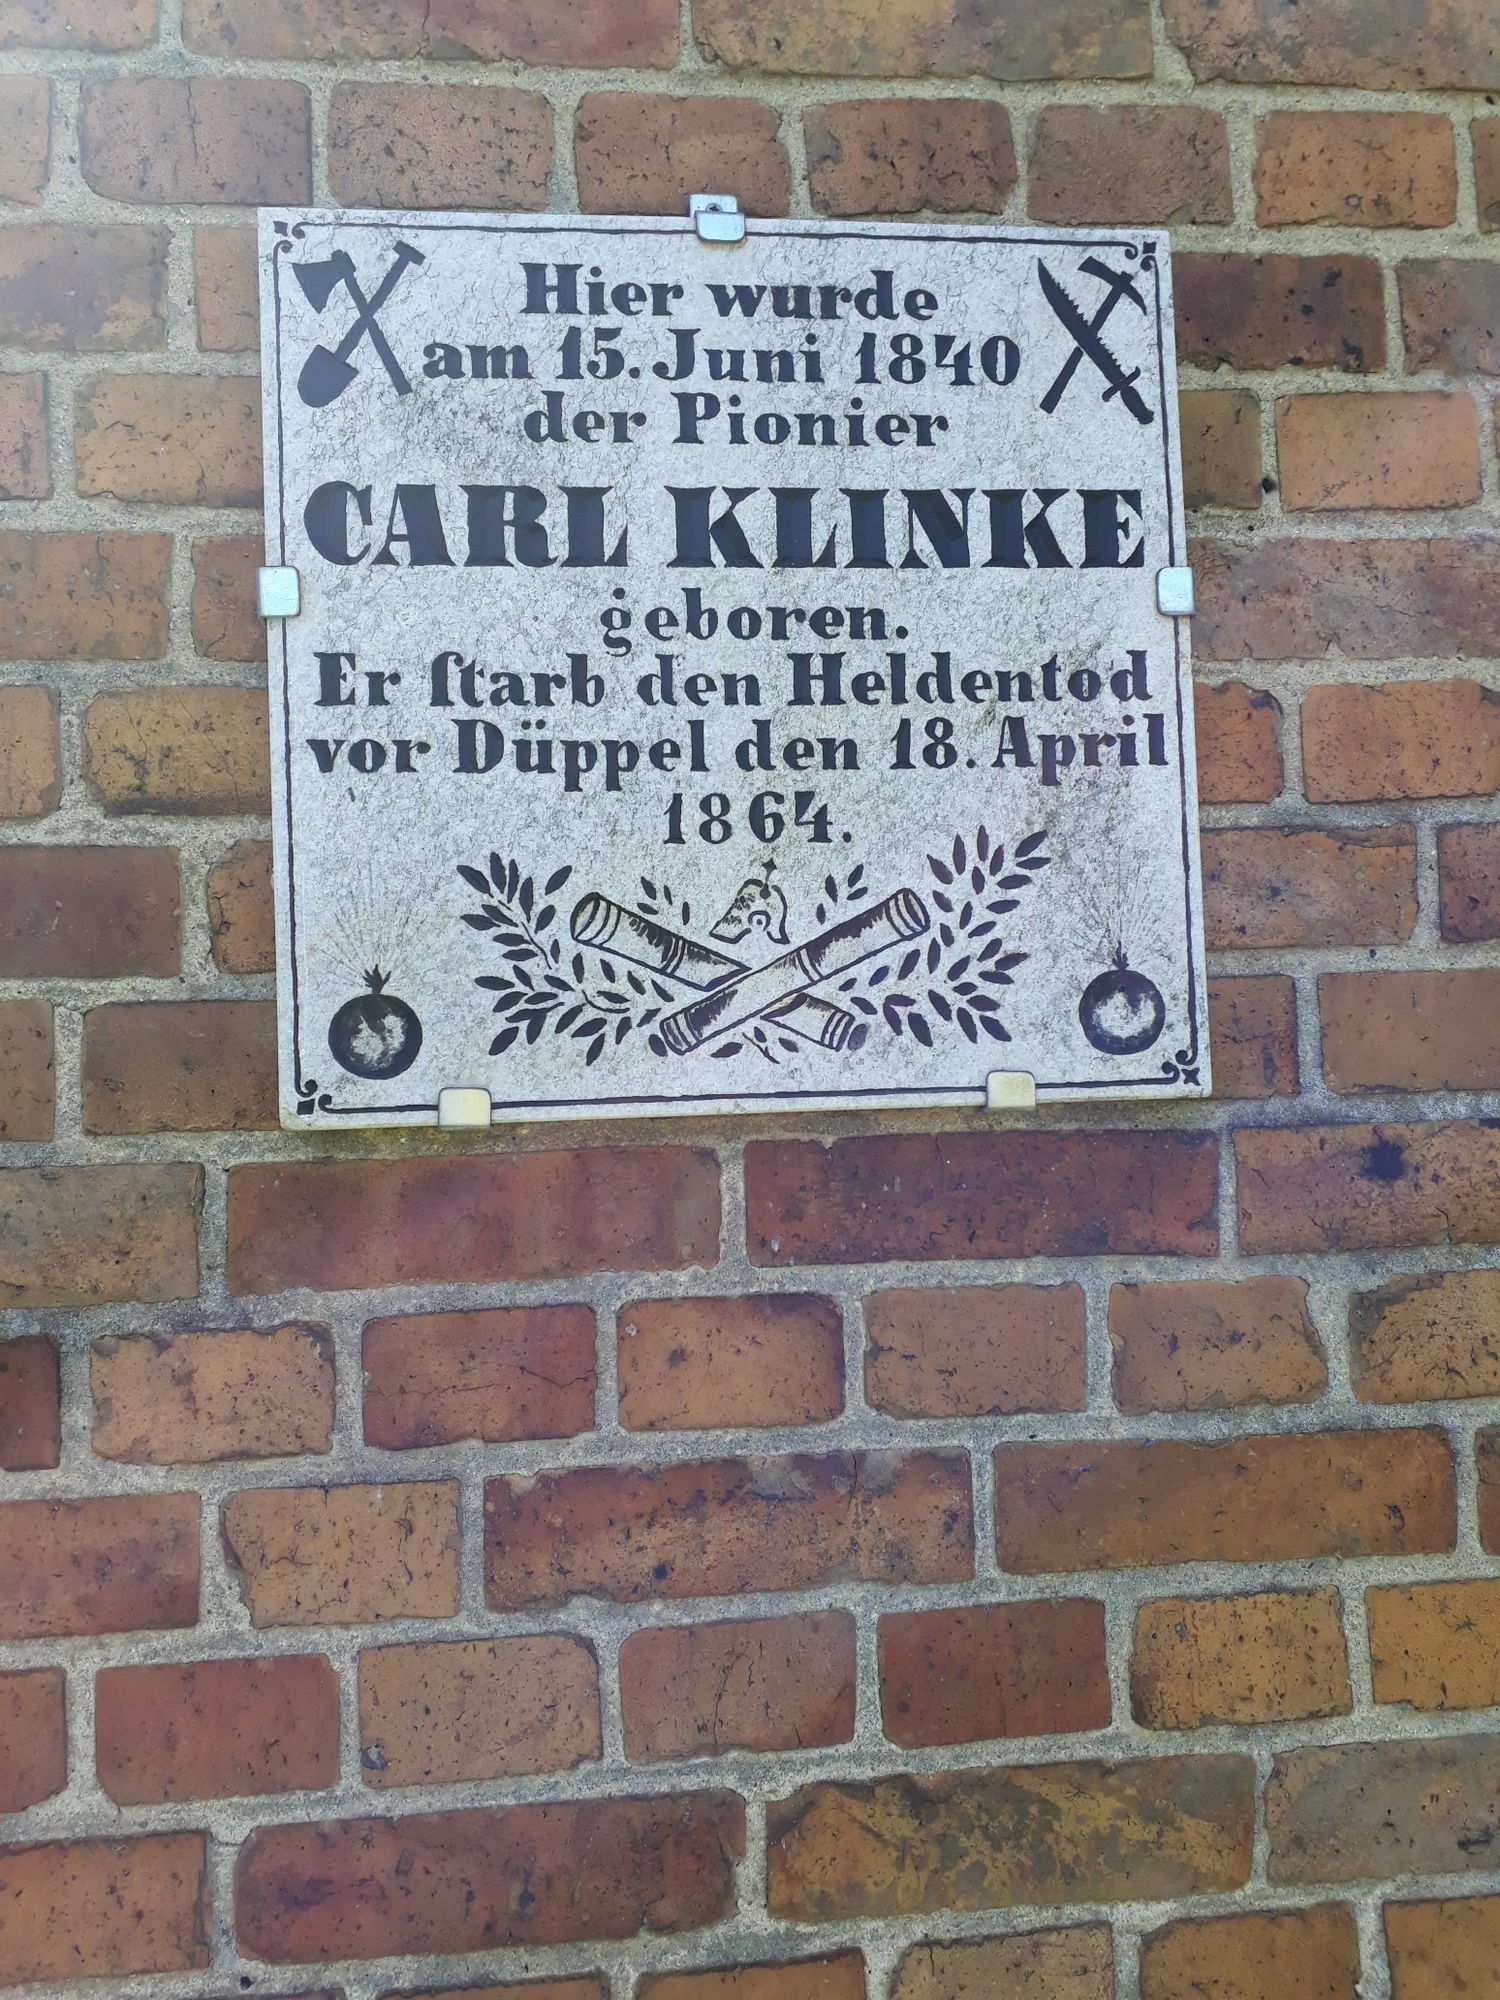 Hier wurde
am 15. Juni 1840
der Pionier
CARL KLINKE
geboren.
Er ſtarb den Heldentod
vor Düppel den 18. April
1864.